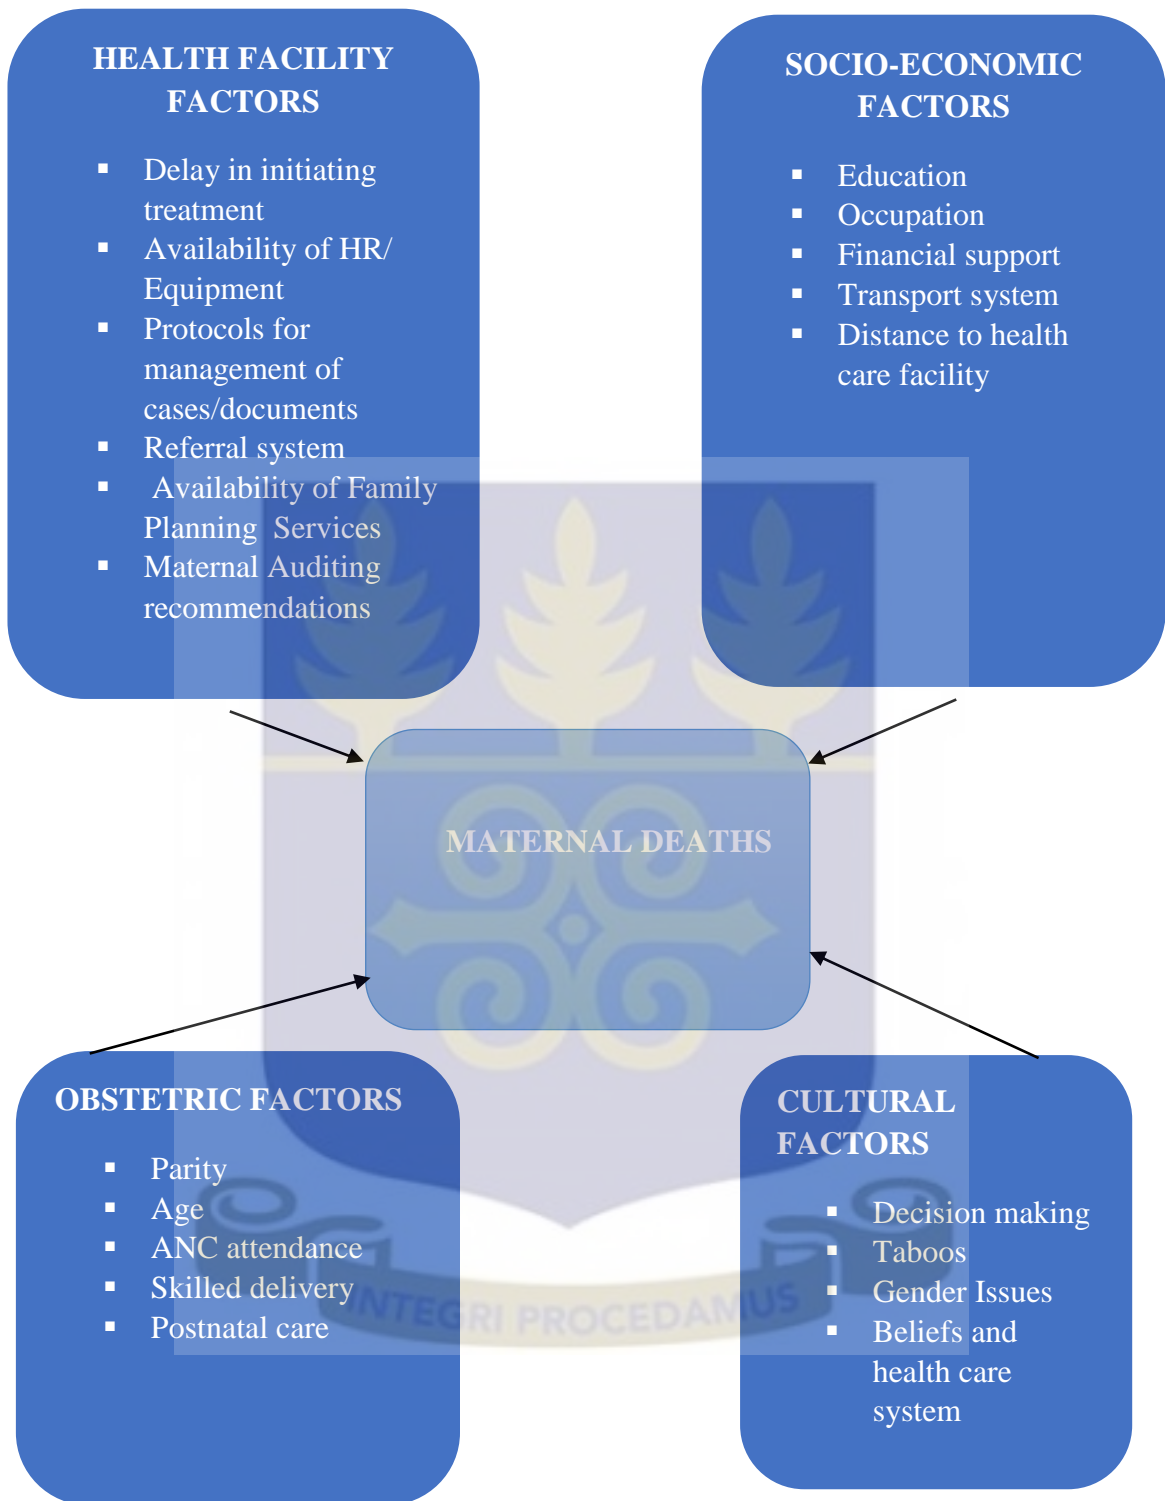 HEALTH FACILITY
FACTORS
▪ Delay in initiating
treatment
▪ Availability of HR/
Equipment
▪ Protocols for
management of
cases/documents
▪ Referral system
▪ Availability of Family
Planning Services
▪ Maternal Auditing
recommendations
SOCIO-ECONOMIC
FACTORS
▪ Education
▪ Occupation
▪ Financial support
▪ Transport system
▪ Distance to health
care facility
MATERNAL DEATHS
OBSTETRIC FACTORS
▪ Parity
▪ Age
▪ ANC attendance
▪ Skilled delivery
▪ Postnatal care
CULTURAL
FACTORS
▪ Decision making
▪ Taboos
▪ Gender Issues
▪ Beliefs and
health care
system
INTEGRI PROCEDAMUS